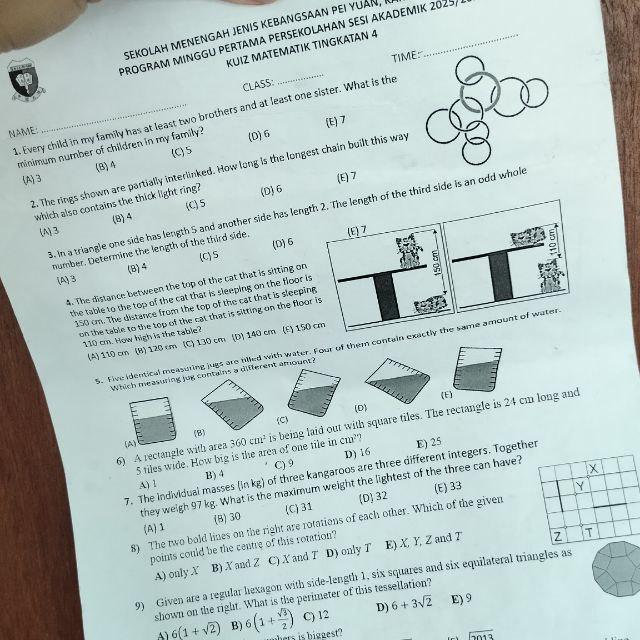 SEKOLAH MENENGAH JENIS KEBANGSAAN PEI YUAN,
PROGRAM MINGGU PERTAMA PERSEKOLAHAN SESI AKADEMIK 2025/
KUIZ MATEMATIK TINGKATAN 4
NAME: CLASS: TIME:
1. Every child in my family has at least two brothers and at least one sister. What is the
minimum number of children in my family?
(A) 3 (B) 4 (C) 5 (D) 6 (E) 7
2. The rings shown are partially interlinked. How long is the longest chain built this way
which also contains the thick light ring?
(A) 3 (B) 4 (C) 5 (D) 6 (E) 7
3. In a triangle one side has length 5 and another side has length 2. The length of the third side is an odd whole
number. Determine the length of the third side.
(A) 3 (B) 4 (C) 5 (D) 6 (E) 7
4. The distance between the top of the cat that is sitting on
the table to the top of the cat that is sleeping on the floor is
150 cm. The distance from the top of the cat that is sleeping
on the table to the top of the cat that is sitting on the floor is
110 cm. How high is the table?
(A) 110 cm (B) 120 cm (C) 130 cm (D) 140 cm (E) 150 cm
150 cm
110 cm
5. Five identical measuring jugs are filled with water. Four of them contain exactly the same amount of water.
Which measuring jug contains a different amount?
(A) (B) (C) (D) (E)
6) A rectangle with area 360 cm² is being laid out with square tiles. The rectangle is 24 cm long and
5 tiles wide. How big is the area of one tile in cm²?
A) 1 B) 4 C) 9 D) 16 E) 25
7. The individual masses (in kg) of three kangaroos are three different integers. Together
they weigh 97 kg. What is the maximum weight the lightest of the three can have?
(A) 1 (B) 30 (C) 31 (D) 32 (E) 33
8) The two bold lines on the right are rotations of each other. Which of the given
points could be the centre of this rotation?
A) only X B) X and Z C) X and T D) only T E) X, Y, Z and T
X
Y
Z T
9) Given are a regular hexagon with side-length 1, six squares and six equilateral triangles as
shown on the right. What is the perimeter of this tessellation?
A) 6(1 + √2) B) 6(1 + √3/2) C) 12 D) 6 + 3√2 E) 9
is biggest?
2013